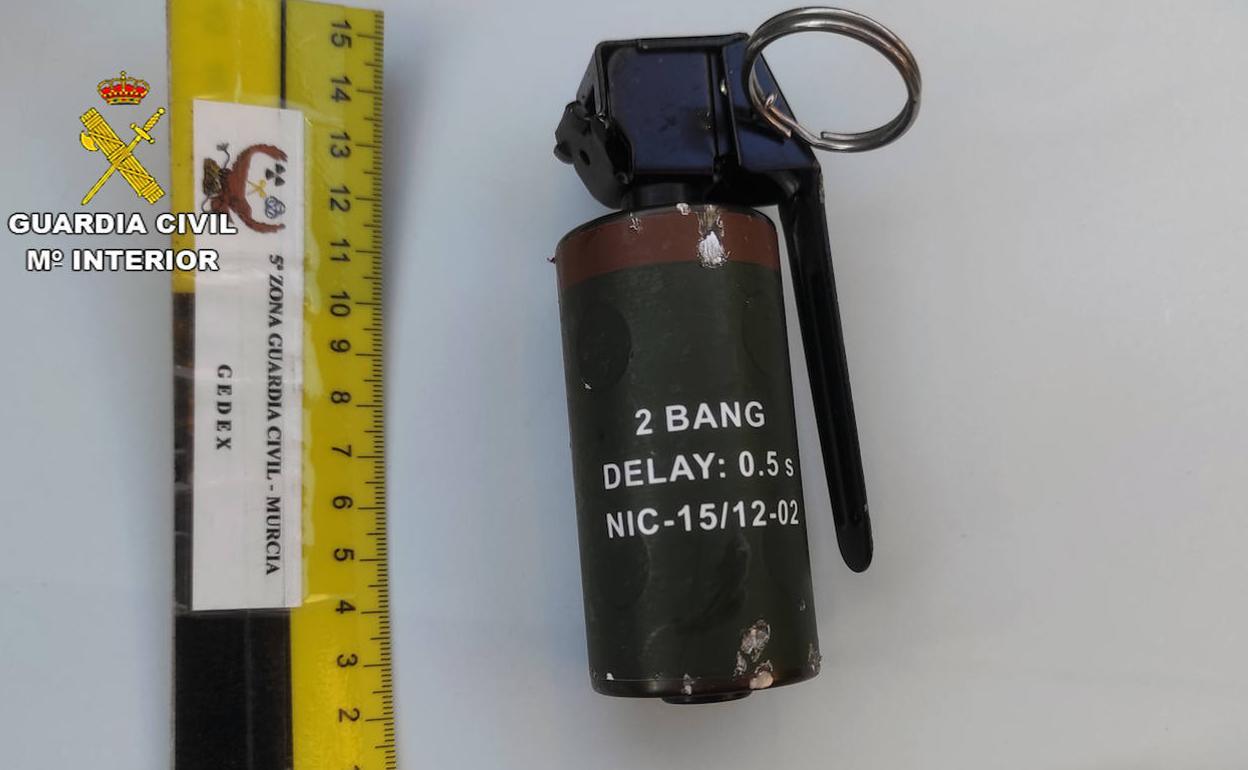 GUARDIA CIVIL
Mº INTERIOR
5ª ZONA GUARDIA CIVIL - MURCIA
GEDEX
15
14
13
12
11
10
9
8
7
6
5
4
3
2
2 BANG
DELAY: 0.5 s
NIC-15/12-02